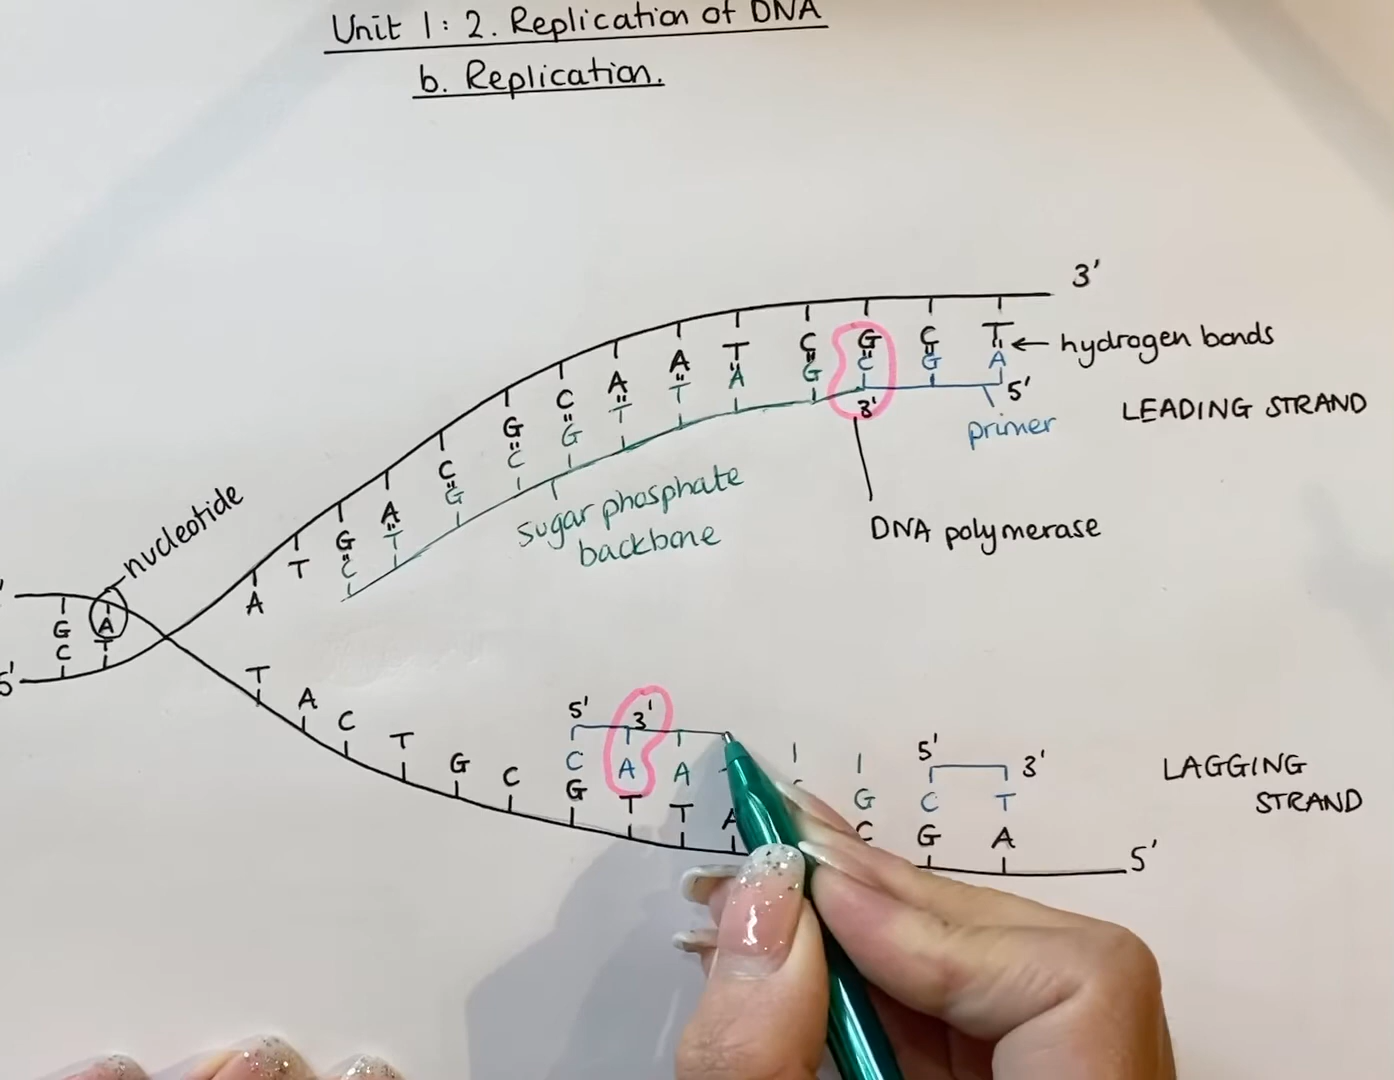 Unit 1: 2. Replication of DNA
b. Replication.
3'
T
G
G
C
T
A
A
C
G
C
A
G
T
A
← hydrogen bonds
A
G
C
G
A
T
T
G
C
G
T
C
5'
3'
primer
LEADING STRAND
sugar phosphate
backbone
DNA polymerase
nucleotide
G A
C T
5'
T A C T G C G T T A C G A
5' 3'
C A A
G
5' 3'
C T
5'
LAGGING
STRAND